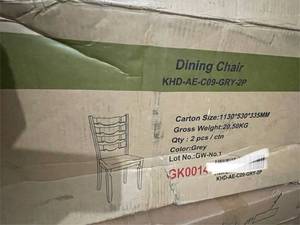 Dining Chair
KHD-AE-C09-GRY-2P
Carton Size:1130*530*335MM
Gross Weight:20.50KG
Qty : 2 pcs / ctn
Color:Grey
Lot No.:GW-No.1
GK0014
KHD-AE-C09-GRY-2P